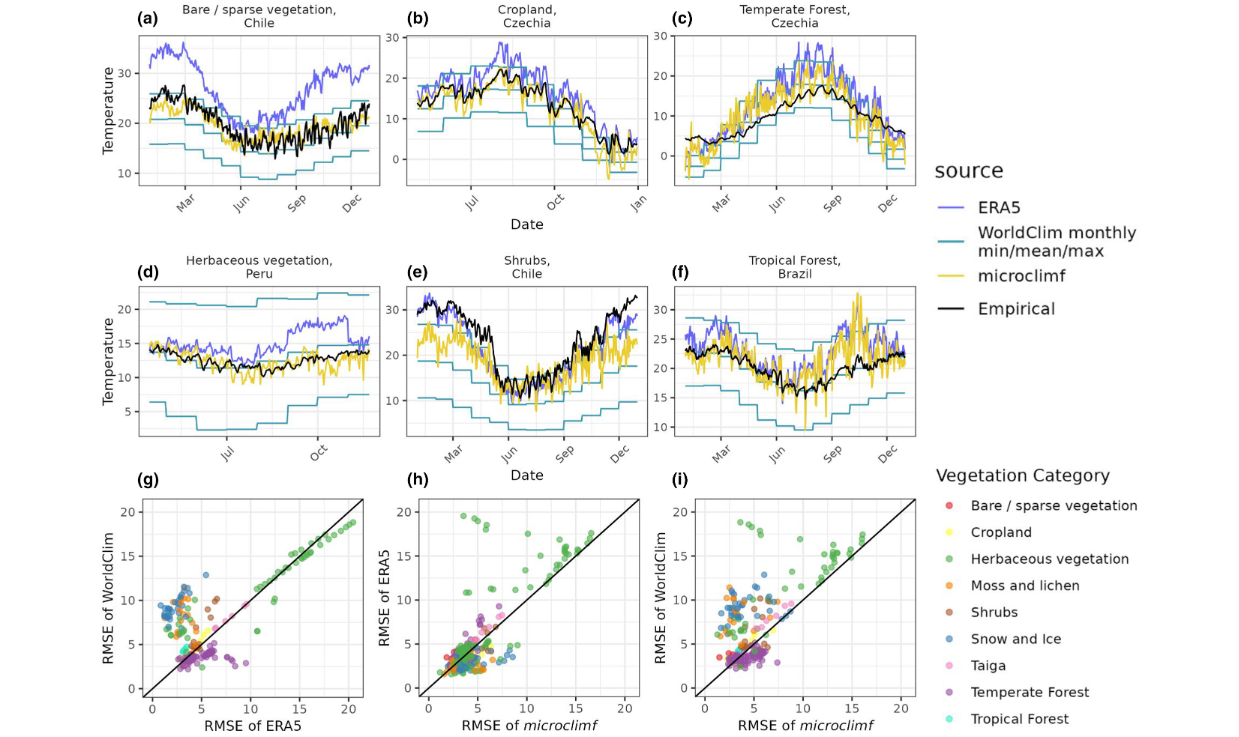 (a) Bare / sparse vegetation,
Chile
(b) Cropland,
Czechia
(c) Temperate Forest,
Czechia
Temperature
30
20
10
Mar Jun Sep Dec
30
20
10
0
Jul Oct Jan
30
20
10
0
Mar Jun Sep Dec
Date
(d) Herbaceous vegetation,
Peru
(e) Shrubs,
Chile
(f) Tropical Forest,
Brazil
Temperature
20
15
10
5
Jul Oct
30
20
10
Mar Jun Sep Dec
30
25
20
15
10
Mar Jun Sep Dec
Date
source
ERA5
WorldClim monthly
min/mean/max
microclimf
Empirical
(g)
RMSE of WorldClim
20
15
10
5
0
0 5 10 15 20
RMSE of ERA5
(h)
RMSE of ERA5
20
15
10
5
0
0 5 10 15 20
RMSE of microclimf
(i)
RMSE of WorldClim
20
15
10
5
0
0 5 10 15 20
RMSE of microclimf
Vegetation Category
Bare / sparse vegetation
Cropland
Herbaceous vegetation
Moss and lichen
Shrubs
Snow and Ice
Taiga
Temperate Forest
Tropical Forest